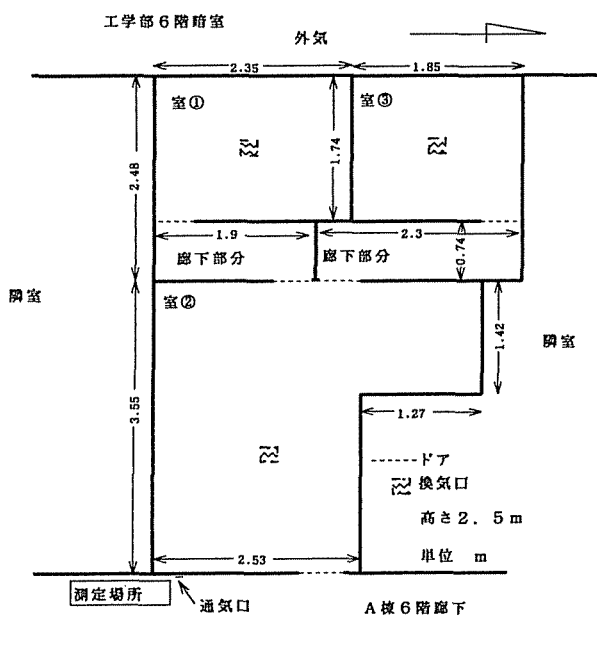 工学部６階暗室
外気
2.35
1.85
室①
室③
2.48
1.74
1.9
2.3
0.74
廊下部分
廊下部分
室②
隣室
隣室
1.42
3.55
1.27
ドア
換気口
高さ２．５ｍ
単位 ｍ
2.53
測定場所
通気口
Ａ棟６階廊下